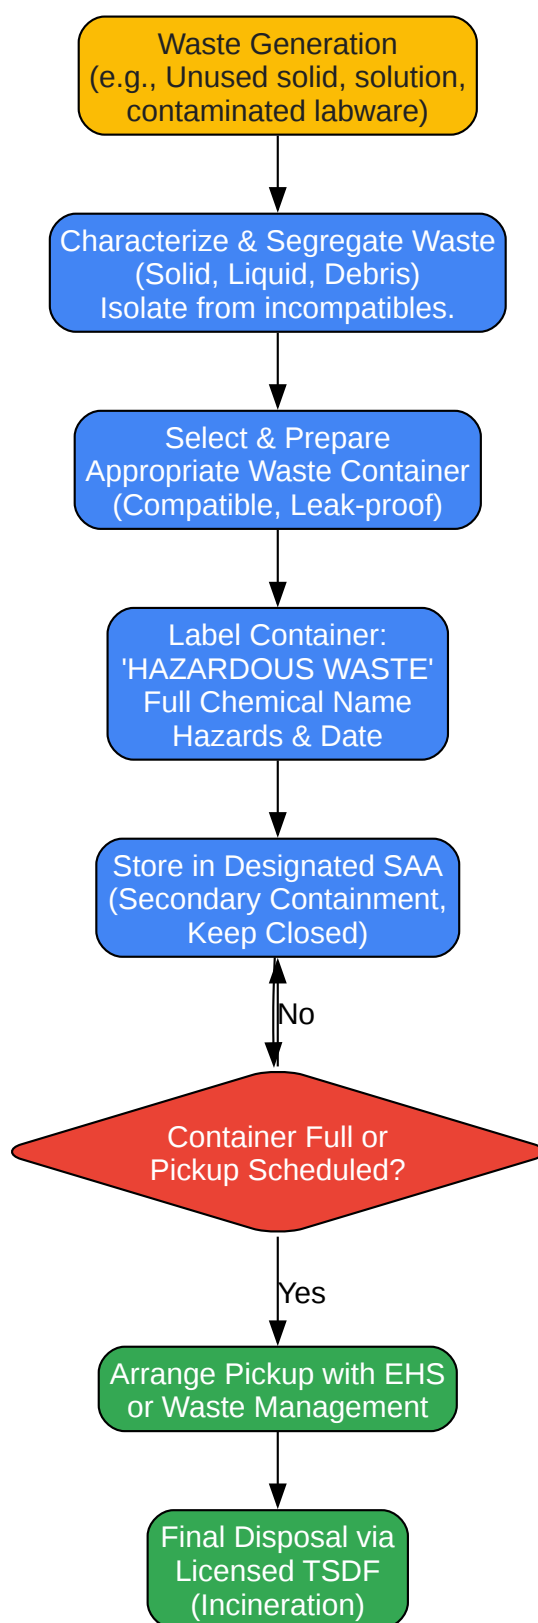 Waste Generation
(e.g., Unused solid, solution,
contaminated labware)
Characterize & Segregate Waste
(Solid, Liquid, Debris)
Isolate from incompatibles.
Select & Prepare
Appropriate Waste Container
(Compatible, Leak-proof)
Label Container:
'HAZARDOUS WASTE'
Full Chemical Name
Hazards & Date
Store in Designated SAA
(Secondary Containment,
Keep Closed)
No
Container Full or
Pickup Scheduled?
Yes
Arrange Pickup with EHS
or Waste Management
Final Disposal via
Licensed TSDF
(Incineration)